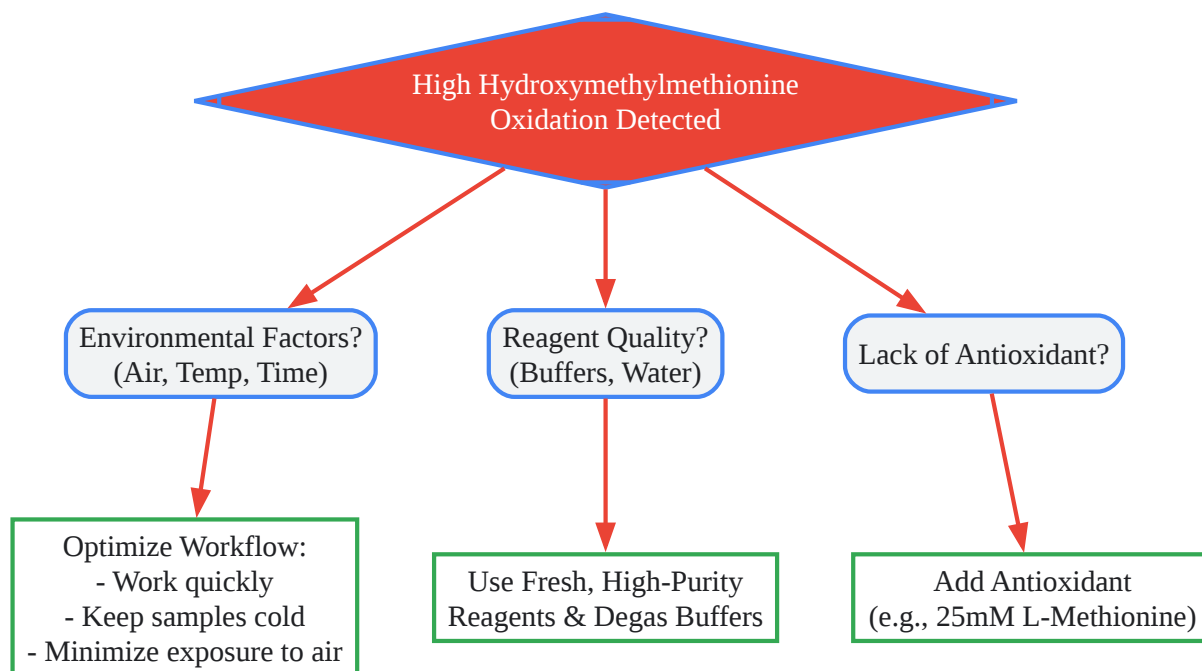 High Hydroxymethylmethionine
Oxidation Detected
Environmental Factors?
(Air, Temp, Time)
Reagent Quality?
(Buffers, Water)
Lack of Antioxidant?
Optimize Workflow:
- Work quickly
- Keep samples cold
- Minimize exposure to air
Use Fresh, High-Purity
Reagents & Degas Buffers
Add Antioxidant
(e.g., 25mM L-Methionine)